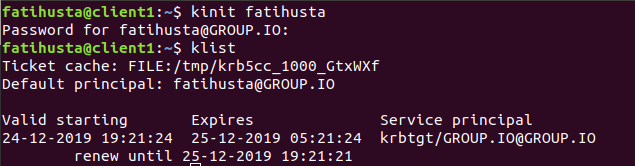 fatihusta@client1:~$ kinit fatihusta
Password for fatihusta@GROUP.IO:
fatihusta@client1:~$ klist
Ticket cache: FILE:/tmp/krb5cc_1000_GtxWXf
Default principal: fatihusta@GROUP.IO

Valid starting       Expires              Service principal
24-12-2019 19:21:24  25-12-2019 05:21:24  krbtgt/GROUP.IO@GROUP.IO
        renew until 25-12-2019 19:21:21